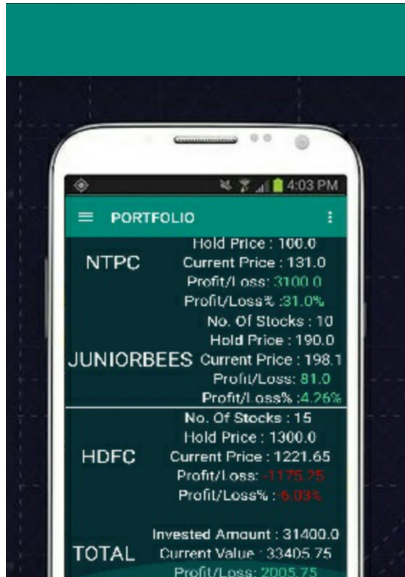 4:03 PM
PORTFOLIO
Hold Price : 100.0
NTPC
Current Price : 131.0
Profit/Loss: 3100.0
Profit/Loss% :31.0%
No. Of Stocks : 10
Hold Price : 190.0
JUNIORBEES
Current Price : 198.1
Profit/Loss: 81.0
Profit/Loss% :4.26%
No. Of Stocks : 15
Hold Price : 1300.0
HDFC
Current Price : 1221.65
Profit/Loss: -1175.25
Profit/Loss% :-6.03%
Invested Amount : 31400.0
TOTAL
Current Value : 33405.75
Profit/Loss: 2005.75